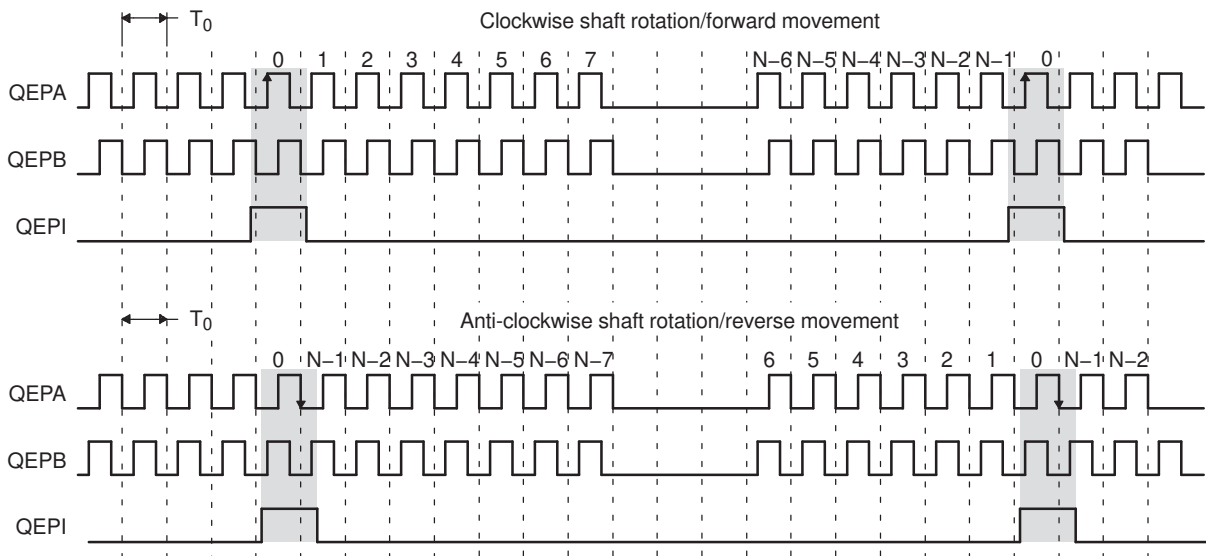 T0 Clockwise shaft rotation/forward movement
0 1 2 3 4 5 6 7 N−6 N−5 N−4 N−3 N−2 N−1 0
QEPA
QEPB
QEPI
T0 Anti-clockwise shaft rotation/reverse movement
0 N−1 N−2 N−3 N−4 N−5 N−6 N−7 6 5 4 3 2 1 0 N−1 N−2
QEPA
QEPB
QEPI